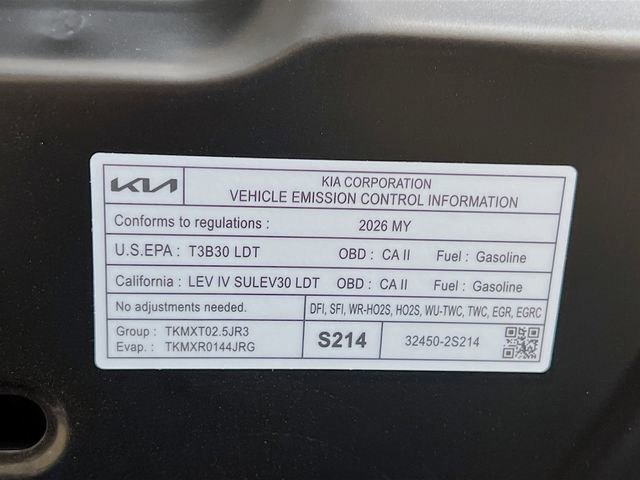 KIA
KIA CORPORATION
VEHICLE EMISSION CONTROL INFORMATION
Conforms to regulations : 2026 MY
U.S.EPA : T3B30 LDT OBD : CA II Fuel : Gasoline
California : LEV IV SULEV30 LDT OBD : CA II Fuel : Gasoline
No adjustments needed. DFI, SFI, WR-HO2S, HO2S, WU-TWC, TWC, EGR, EGRC
Group : TKMXT02.5JR3
Evap. : TKMXR0144JRG
S214
32450-2S214